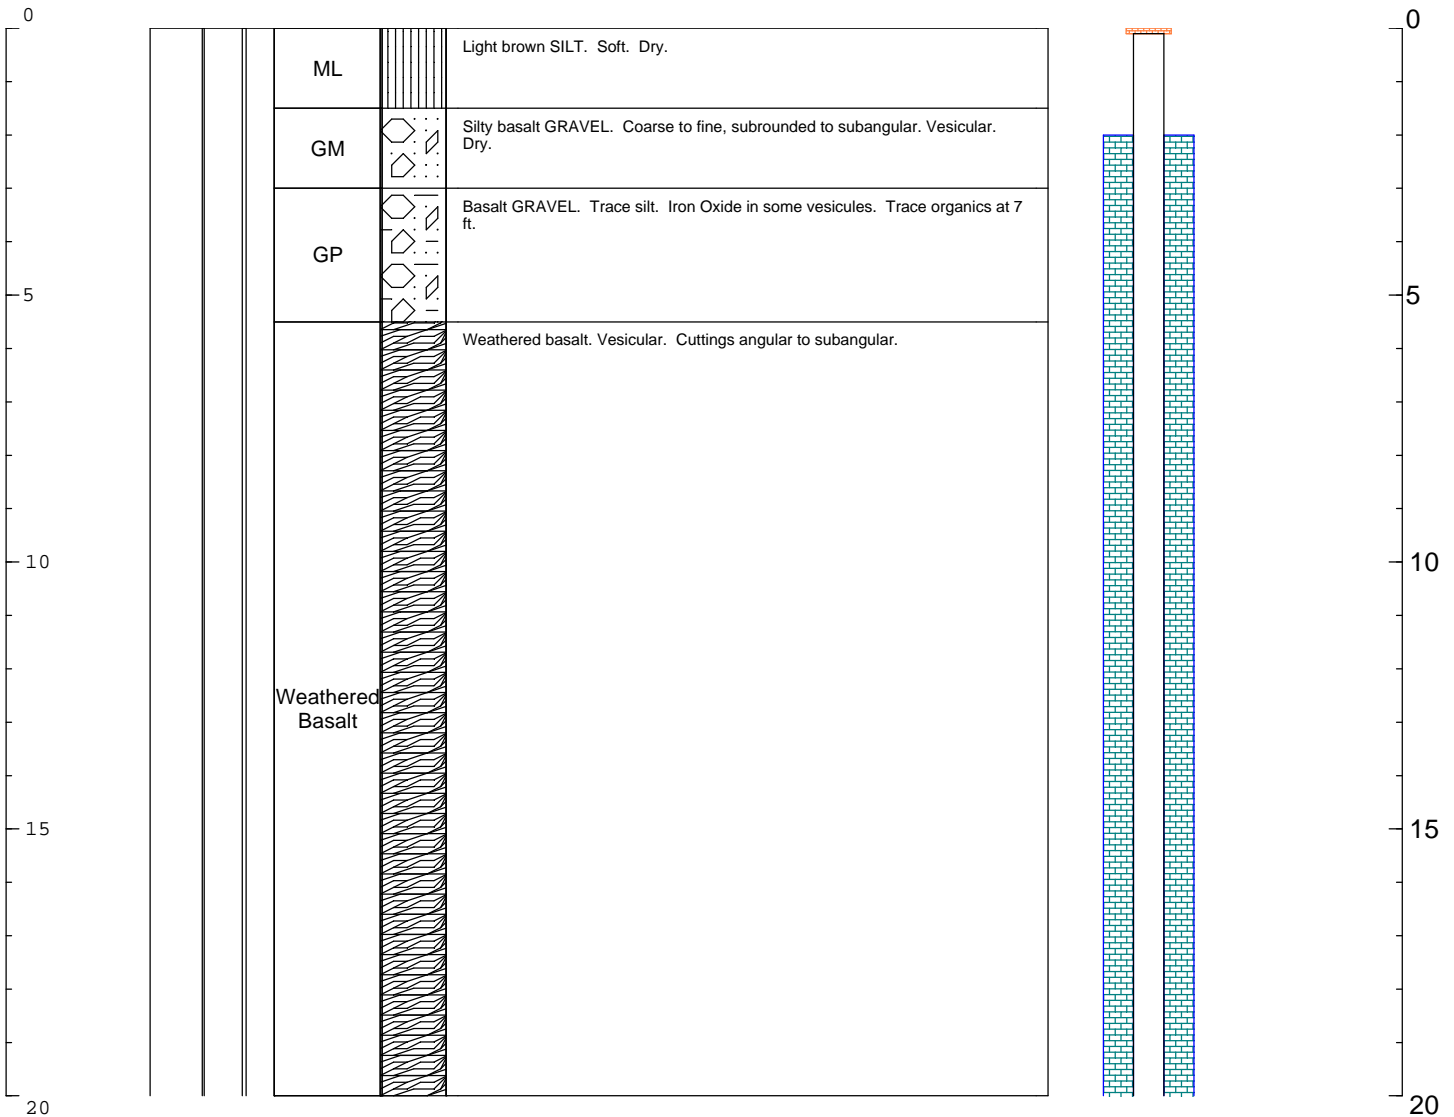 0
0
ML
Light brown SILT. Soft. Dry.
GM
Silty basalt GRAVEL. Coarse to fine, subrounded to subangular. Vesicular.
Dry.
GP
Basalt GRAVEL. Trace silt. Iron Oxide in some vesicules. Trace organics at 7
ft.
5
5
Weathered basalt. Vesicular. Cuttings angular to subangular.
10
10
Weathered
Basalt
15
15
20
20